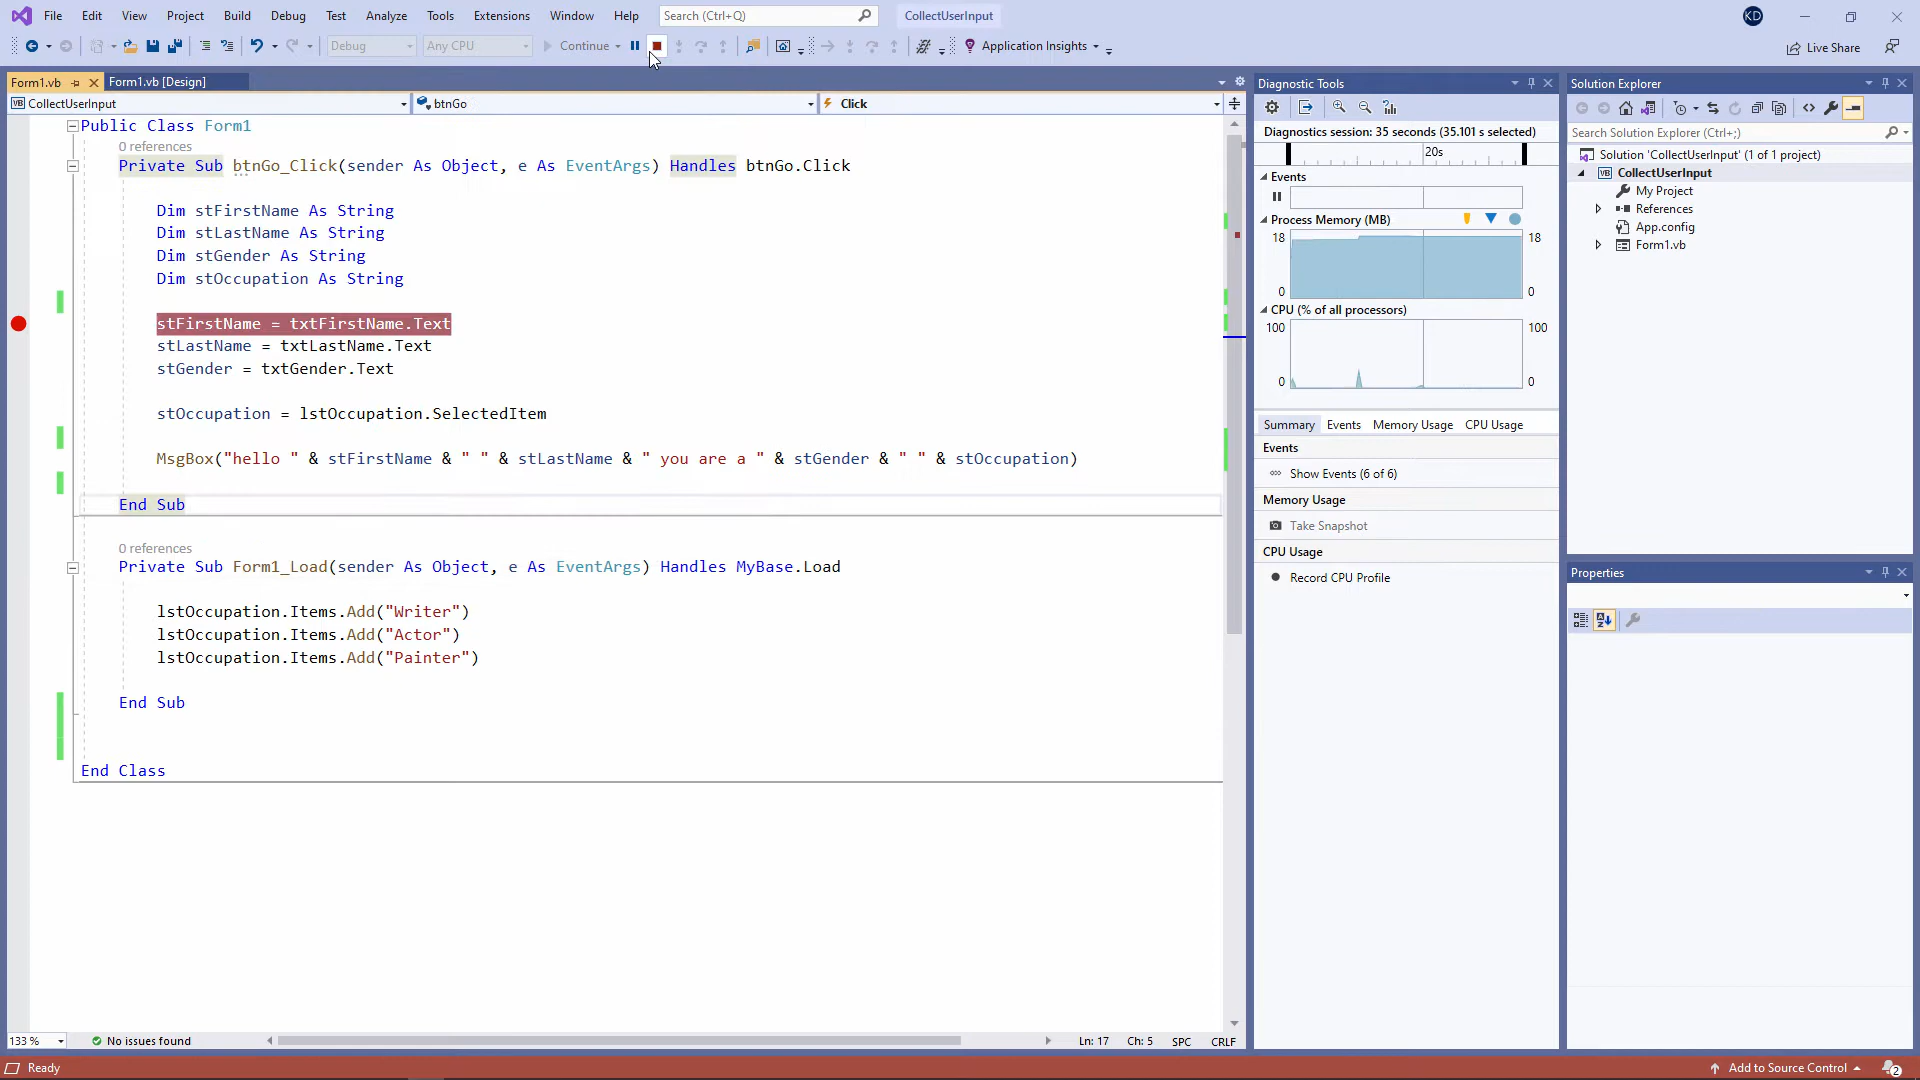 File Edit View Project Build Debug Test Analyze Tools Extensions Window Help Search (Ctrl+Q) CollectUserInput KD
Debug Any CPU Continue Application Insights Live Share
Form1.vb Form1.vb [Design]
CollectUserInput btnGo Click
Public Class Form1
0 references
Private Sub btnGo_Click(sender As Object, e As EventArgs) Handles btnGo.Click
Dim stFirstName As String
Dim stLastName As String
Dim stGender As String
Dim stOccupation As String
stFirstName = txtFirstName.Text
stLastName = txtLastName.Text
stGender = txtGender.Text
stOccupation = lstOccupation.SelectedItem
MsgBox("hello " & stFirstName & " " & stLastName & " you are a " & stGender & " " & stOccupation)
End Sub
0 references
Private Sub Form1_Load(sender As Object, e As EventArgs) Handles MyBase.Load
lstOccupation.Items.Add("Writer")
lstOccupation.Items.Add("Actor")
lstOccupation.Items.Add("Painter")
End Sub
End Class
133 % No issues found Ln: 17 Ch: 5 SPC CRLF
Diagnostic Tools
Diagnostics session: 35 seconds (35.101 s selected)
20s
Events
Process Memory (MB)
18 18
0 0
CPU (% of all processors)
100 100
0 0
Summary Events Memory Usage CPU Usage
Events
Show Events (6 of 6)
Memory Usage
Take Snapshot
CPU Usage
Record CPU Profile
Solution Explorer
Search Solution Explorer (Ctrl+;)
Solution 'CollectUserInput' (1 of 1 project)
VB CollectUserInput
My Project
References
App.config
Form1.vb
Properties
Ready Add to Source Control 2